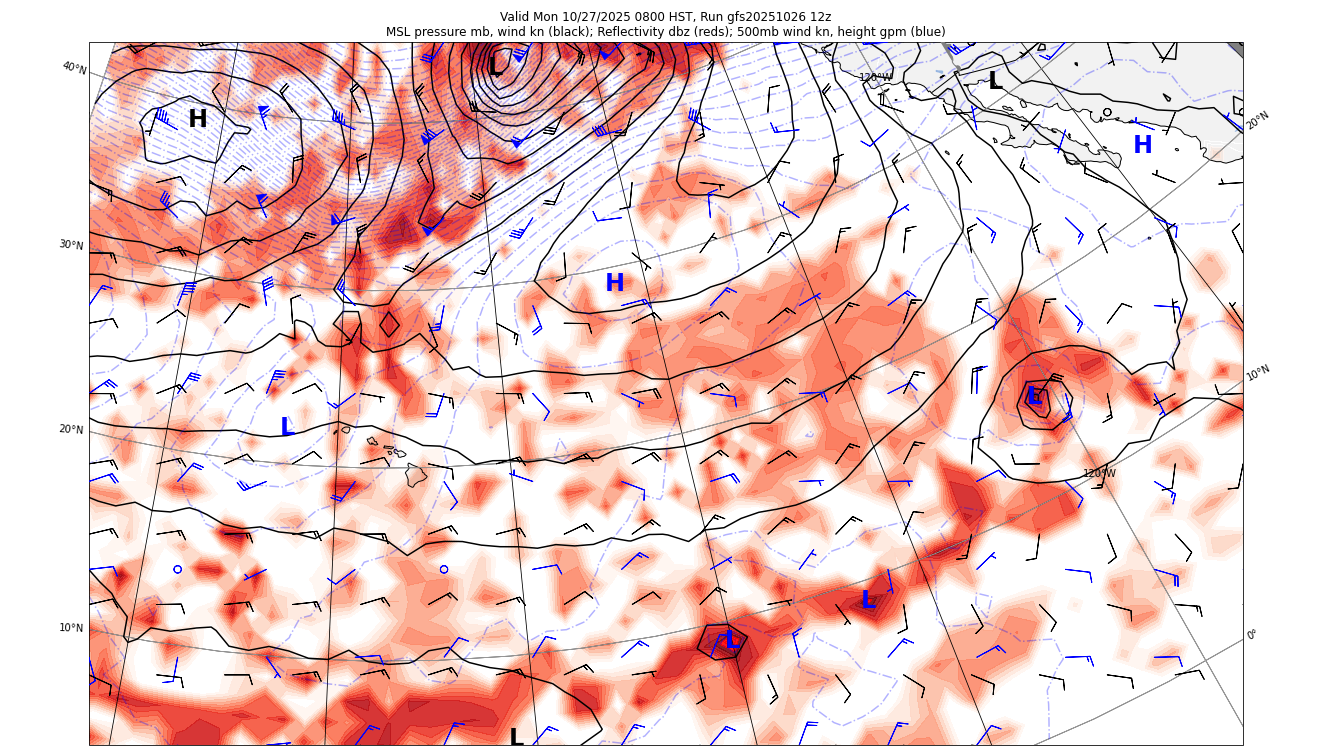 Valid Mon 10/27/2025 0800 HST, Run gfs20251026 12z
MSL pressure mb, wind kn (black); Reflectivity dbz (reds); 500mb wind kn, height gpm (blue)
40°N
L
120°W
L
H
20°N
H
30°N
H
10°N
L
20°N
L
120°W
L
10°N
L
0°
L